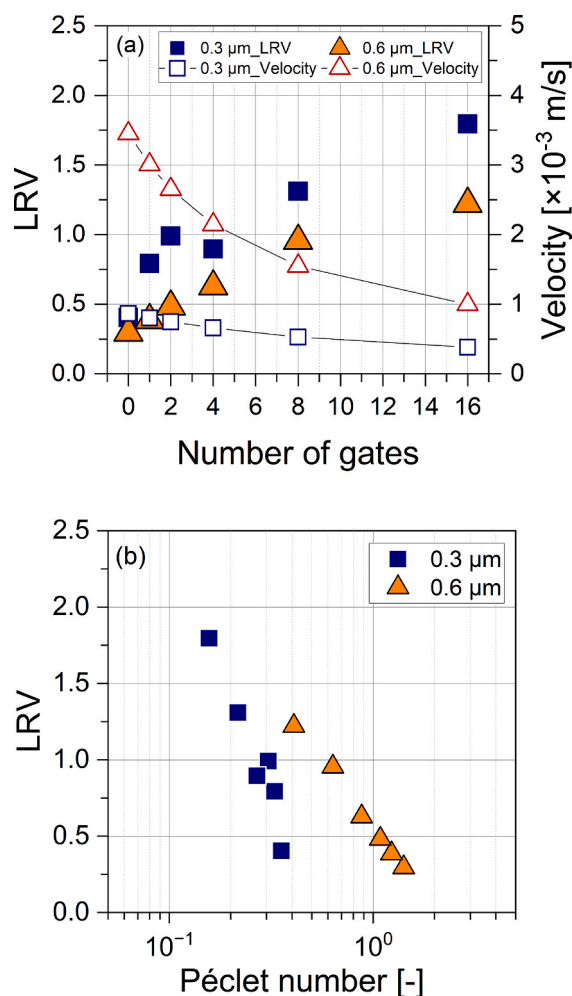 (a)
0.3 µm_LRV
0.6 µm_LRV
0.3 µm_Velocity
0.6 µm_Velocity
2.5
2.0
1.5
1.0
0.5
0.0
LRV
5
4
3
2
1
0
Velocity [×10⁻³ m/s]
0 2 4 6 8 10 12 14 16
Number of gates
(b)
0.3 µm
0.6 µm
2.5
2.0
1.5
1.0
0.5
0.0
LRV
10⁻¹ 10⁰
Péclet number [-]